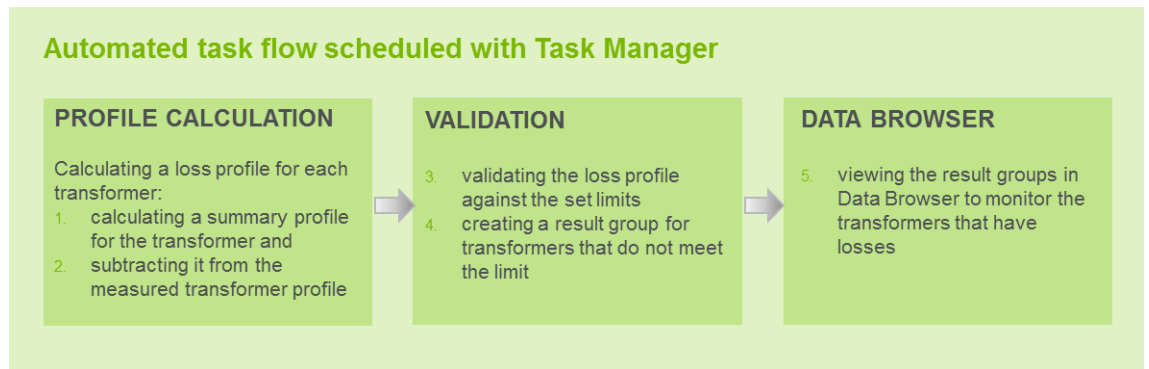 Automated task flow scheduled with Task Manager
PROFILE CALCULATION
Calculating a loss profile for each
transformer:
1. calculating a summary profile
for the transformer and
2. subtracting it from the
measured transformer profile
VALIDATION
3. validating the loss profile
against the set limits
4. creating a result group for
transformers that do not meet
the limit
DATA BROWSER
5. viewing the result groups in
Data Browser to monitor the
transformers that have
losses